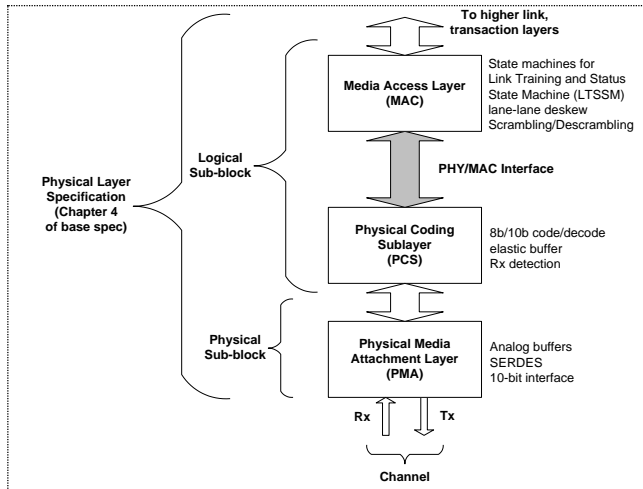 To higher link,
transaction layers
Media Access Layer
(MAC)
State machines for
Link Training and Status
State Machine (LTSSM)
lane-lane deskew
Scrambling/Descrambling
Logical
Sub-block
PHY/MAC Interface
Physical Layer
Specification
(Chapter 4
of base spec)
Physical Coding
Sublayer
(PCS)
8b/10b code/decode
elastic buffer
Rx detection
Physical
Sub-block
Physical Media
Attachment Layer
(PMA)
Analog buffers
SERDES
10-bit interface
Rx
Tx
Channel